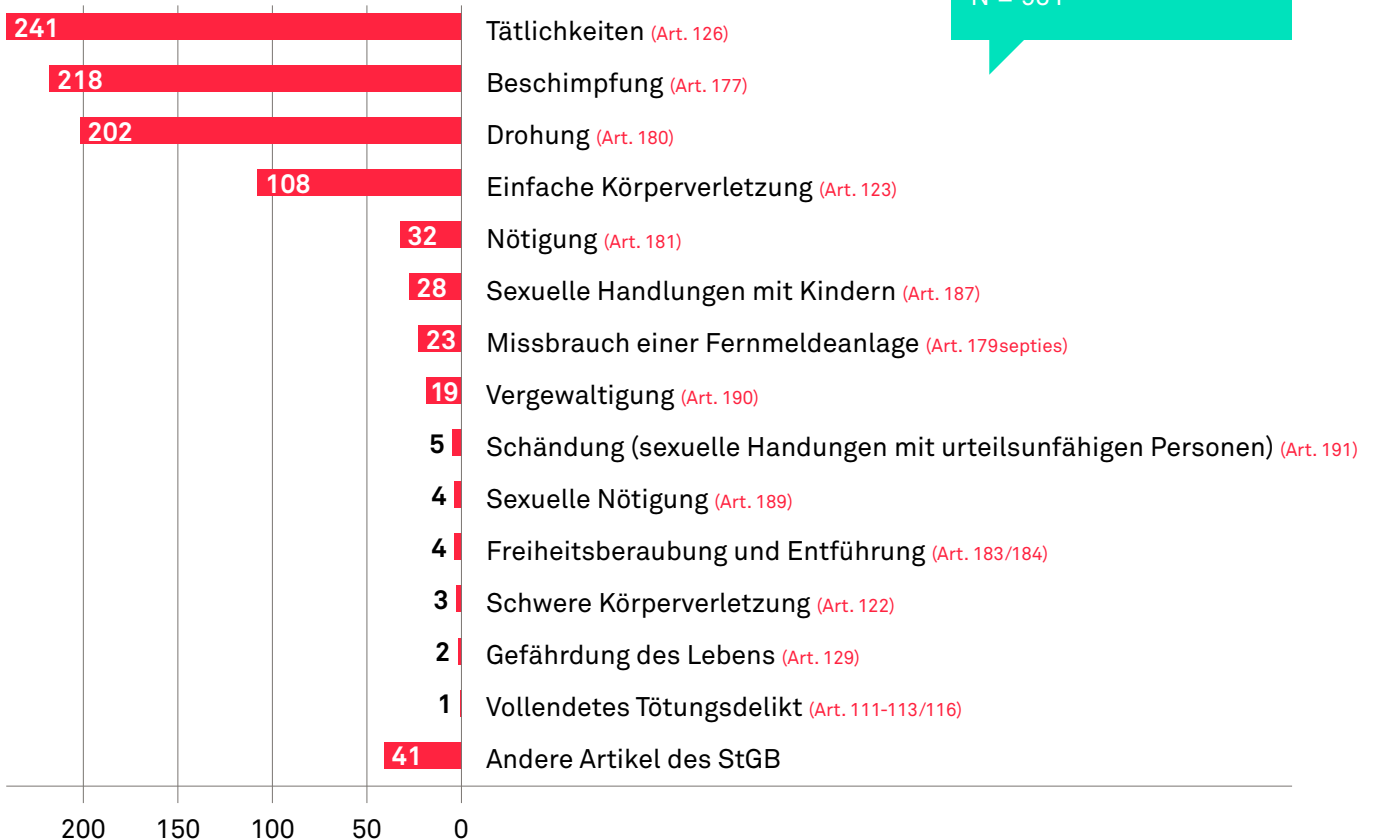 N = 931
241 Tätlichkeiten (Art. 126)
218 Beschimpfung (Art. 177)
202 Drohung (Art. 180)
108 Einfache Körperverletzung (Art. 123)
32 Nötigung (Art. 181)
28 Sexuelle Handlungen mit Kindern (Art. 187)
23 Missbrauch einer Fernmeldeanlage (Art. 179septies)
19 Vergewaltigung (Art. 190)
5 Schändung (sexuelle Handungen mit urteilsunfähigen Personen) (Art. 191)
4 Sexuelle Nötigung (Art. 189)
4 Freiheitsberaubung und Entführung (Art. 183/184)
3 Schwere Körperverletzung (Art. 122)
2 Gefährdung des Lebens (Art. 129)
1 Vollendetes Tötungsdelikt (Art. 111-113/116)
41 Andere Artikel des StGB
200 150 100 50 0